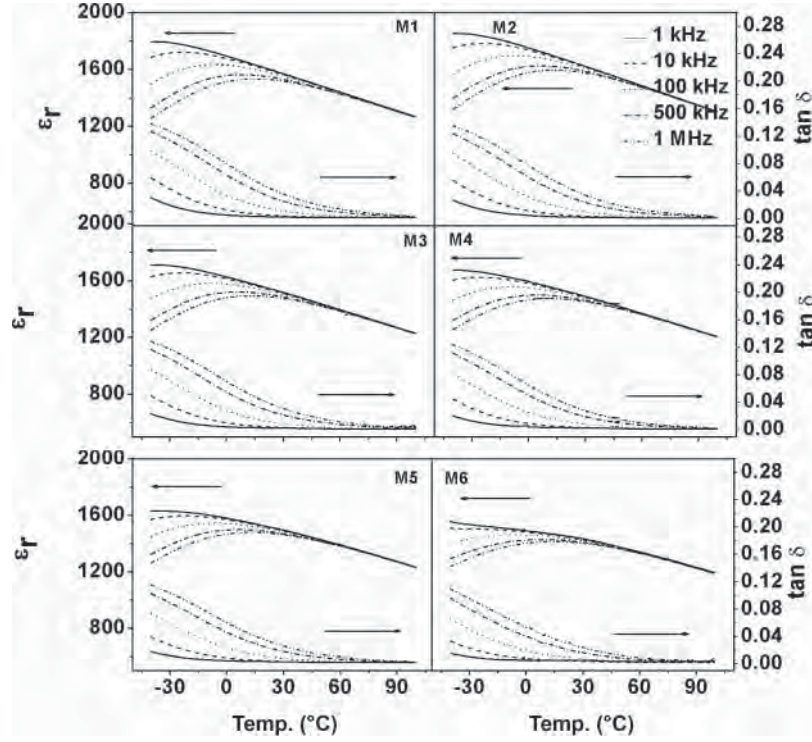 2000
1600
1200
800
εr
M1
M2
1 kHz
10 kHz
100 kHz
500 kHz
1 MHz
0.28
0.24
0.20
0.16
0.12
0.08
0.04
0.00
tan δ
2000
1600
1200
800
εr
M3
M4
0.28
0.24
0.20
0.16
0.12
0.08
0.04
0.00
tan δ
2000
1600
1200
800
εr
M5
M6
0.28
0.24
0.20
0.16
0.12
0.08
0.04
0.00
tan δ
-30 0 30 60 90 -30 0 30 60 90
Temp. (°C) Temp. (°C)